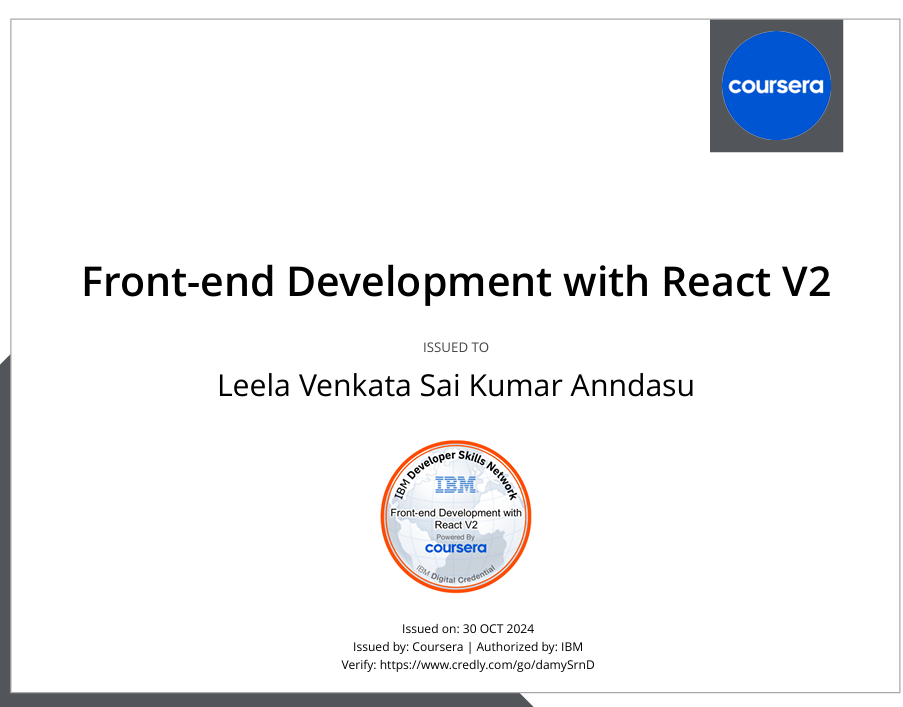 coursera
Front-end Development with React V2
ISSUED TO
Leela Venkata Sai Kumar Anndasu
IBM Developer Skills Network
IBM
Front-end Development with
React V2
Powered By
coursera
IBM Digital Credential
Issued on: 30 OCT 2024
Issued by: Coursera | Authorized by: IBM
Verify: https://www.credly.com/go/damySrnD